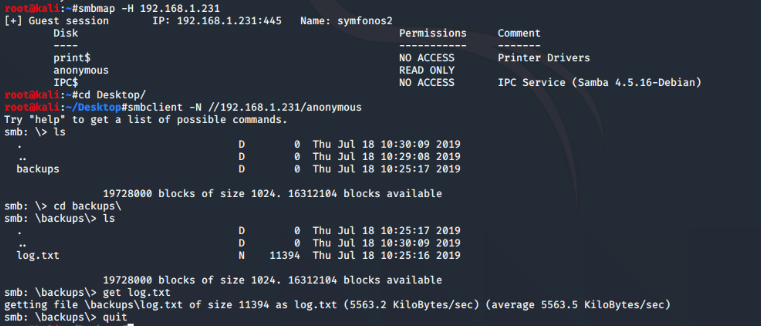 root@kali:~#smbmap -H 192.168.1.231
[+] Guest session       IP: 192.168.1.231:445   Name: symfonos2
        Disk                                                    Permissions     Comment
        ----                                                    -----------     -------
        print$                                                  NO ACCESS       Printer Drivers
        anonymous                                               READ ONLY
        IPC$                                                    NO ACCESS       IPC Service (Samba 4.5.16-Debian)
root@kali:~#cd Desktop/
root@kali:~/Desktop#smbclient -N //192.168.1.231/anonymous
Try "help" to get a list of possible commands.
smb: \> ls
  .                                   D        0  Thu Jul 18 10:30:09 2019
  ..                                  D        0  Thu Jul 18 10:29:08 2019
  backups                             D        0  Thu Jul 18 10:25:17 2019
                19728000 blocks of size 1024. 16312104 blocks available
smb: \> cd backups\
smb: \backups\> ls
  .                                   D        0  Thu Jul 18 10:25:17 2019
  ..                                  D        0  Thu Jul 18 10:30:09 2019
  log.txt                             N    11394  Thu Jul 18 10:25:16 2019
                19728000 blocks of size 1024. 16312104 blocks available
smb: \backups\> get log.txt
getting file \backups\log.txt of size 11394 as log.txt (5563.2 KiloBytes/sec) (average 5563.5 KiloBytes/sec)
smb: \backups\> quit